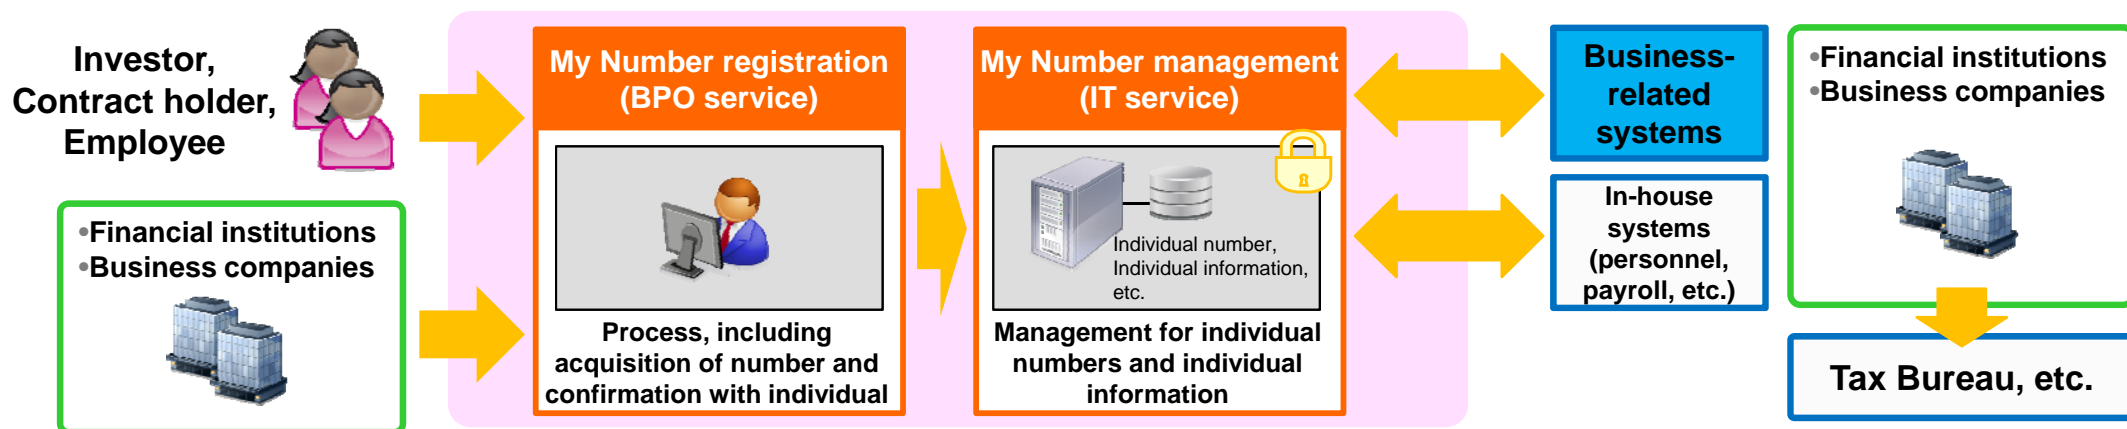 Investor,
Contract holder,
Employee
•Financial institutions
•Business companies
My Number registration
(BPO service)
Process, including
acquisition of number and
confirmation with individual
My Number management
(IT service)
Individual number,
Individual information,
etc.
Management for individual
numbers and individual
information
Business-
related
systems
In-house
systems
(personnel,
payroll, etc.)
•Financial institutions
•Business companies
Tax Bureau, etc.